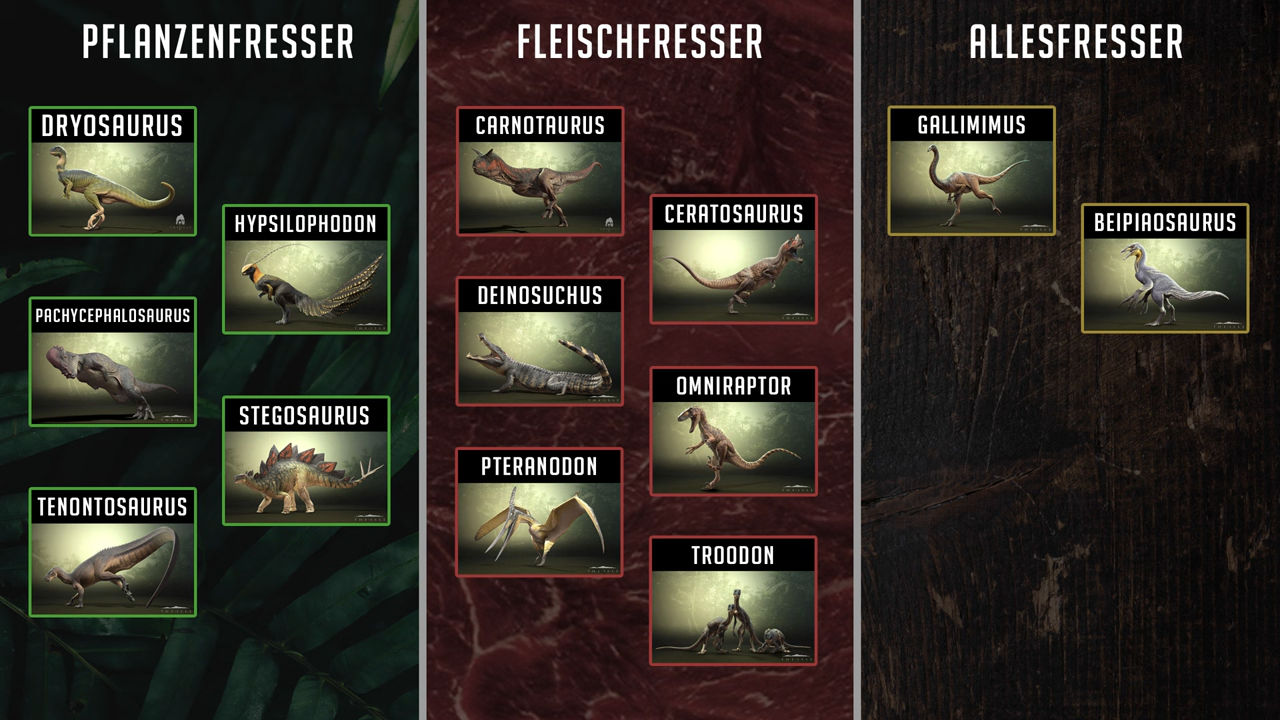 PFLANZENFRESSER
DRYOSAURUS
HYPSILOPHODON
PACHYCEPHALOSAURUS
STEGOSAURUS
TENONTOSAURUS
FLEISCHFRESSER
CARNOTAURUS
CERATOSAURUS
DEINOSUCHUS
OMNIRAPTOR
PTERANODON
TROODON
ALLESFRESSER
GALLIMIMUS
BEIPIAOSAURUS